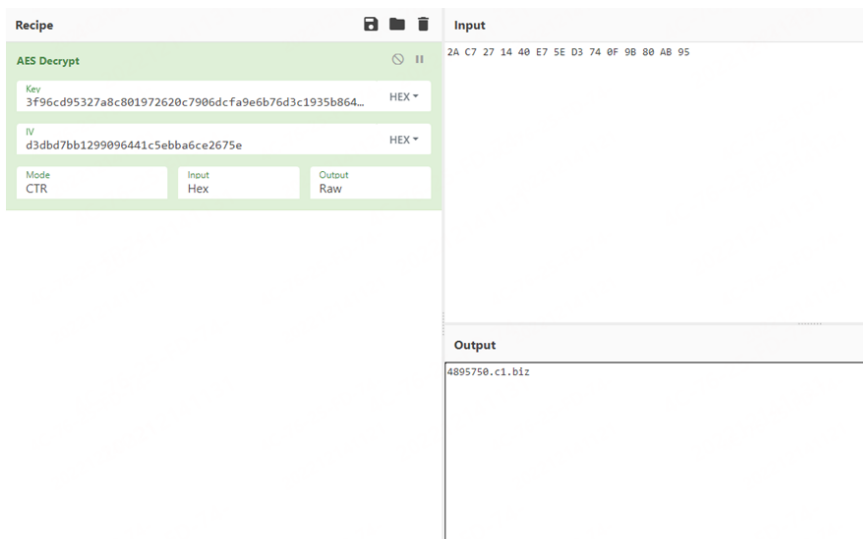 Recipe
Input
AES Decrypt
2A C7 27 14 40 E7 5E D3 74 0F 9B 80 AB 95
Key
3f96cd95327a8c801972620c7906dcfa9e6b76d3c1935b864…
HEX
IV
d3dbd7bb1299096441c5ebba6ce2675e
HEX
Mode
CTR
Input
Hex
Output
Raw
Output
4895750.c1.biz